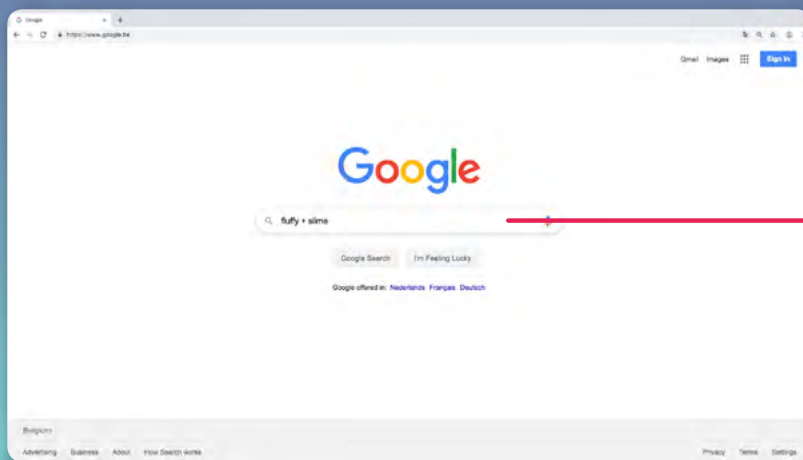 Google
https://www.google.be
Gmail Images Sign in
Google
fluffy + slime
Google Search I'm Feeling Lucky
Google offered in: Nederlands Français Deutsch
Belgium
Advertising Business About How Search works Privacy Terms Settings